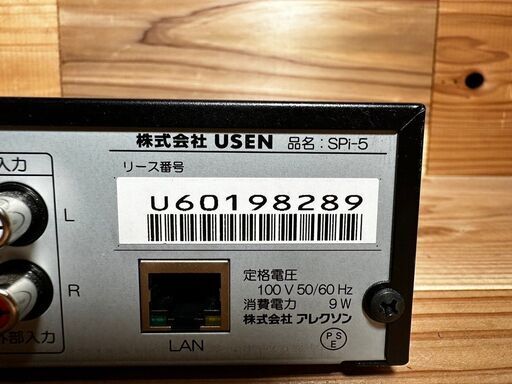 株式会社 USEN 品名：SPi-5
リース番号
U60198289
入力
L
R
外部入力
LAN
定格電圧
100 V 50/60 Hz
消費電力 9 W
株式会社 アレクソン
P S
E